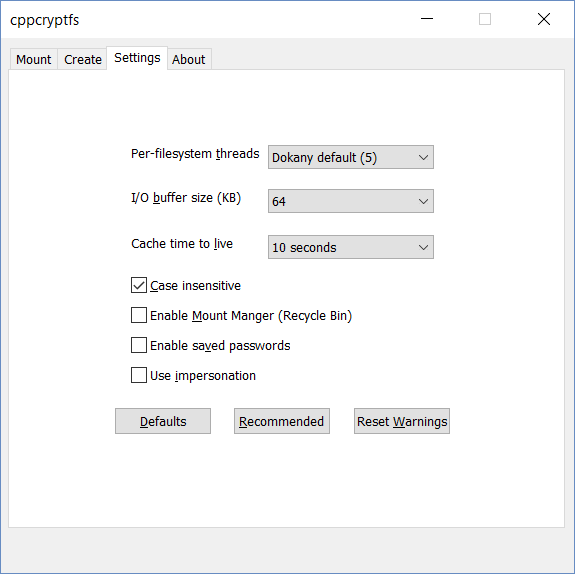 cppcryptfs
Mount Create Settings About
Per-filesystem threads Dokany default (5)
I/O buffer size (KB) 64
Cache time to live 10 seconds
Case insensitive
Enable Mount Manger (Recycle Bin)
Enable saved passwords
Use impersonation
Defaults Recommended Reset Warnings